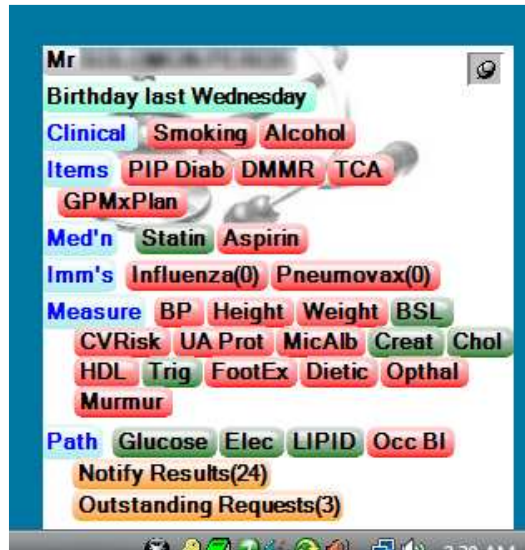 Mr
Birthday last Wednesday
Clinical Smoking Alcohol
Items PIP Diab DMMR TCA
GPMxPlan
Med'n Statin Aspirin
Imm's Influenza(0) Pneumovax(0)
Measure BP Height Weight BSL
CVRisk UA Prot MicAlb Creat Chol
HDL Trig FootEx Dietic Opthal
Murmur
Path Glucose Elec LIPID Occ Bl
Notify Results(24)
Outstanding Requests(3)